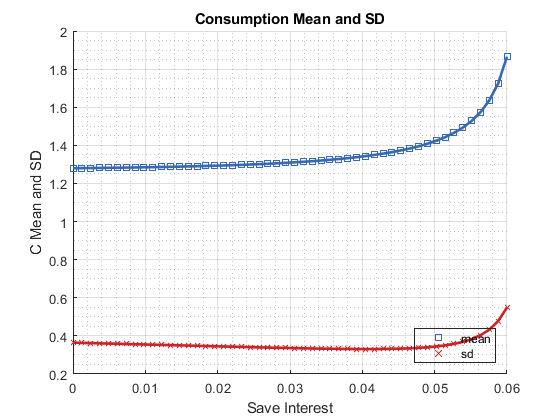 Consumption Mean and SD
C Mean and SD
2
1.8
1.6
1.4
1.2
1
0.8
0.6
0.4
0.2
mean
sd
0 0.01 0.02 0.03 0.04 0.05 0.06
Save Interest